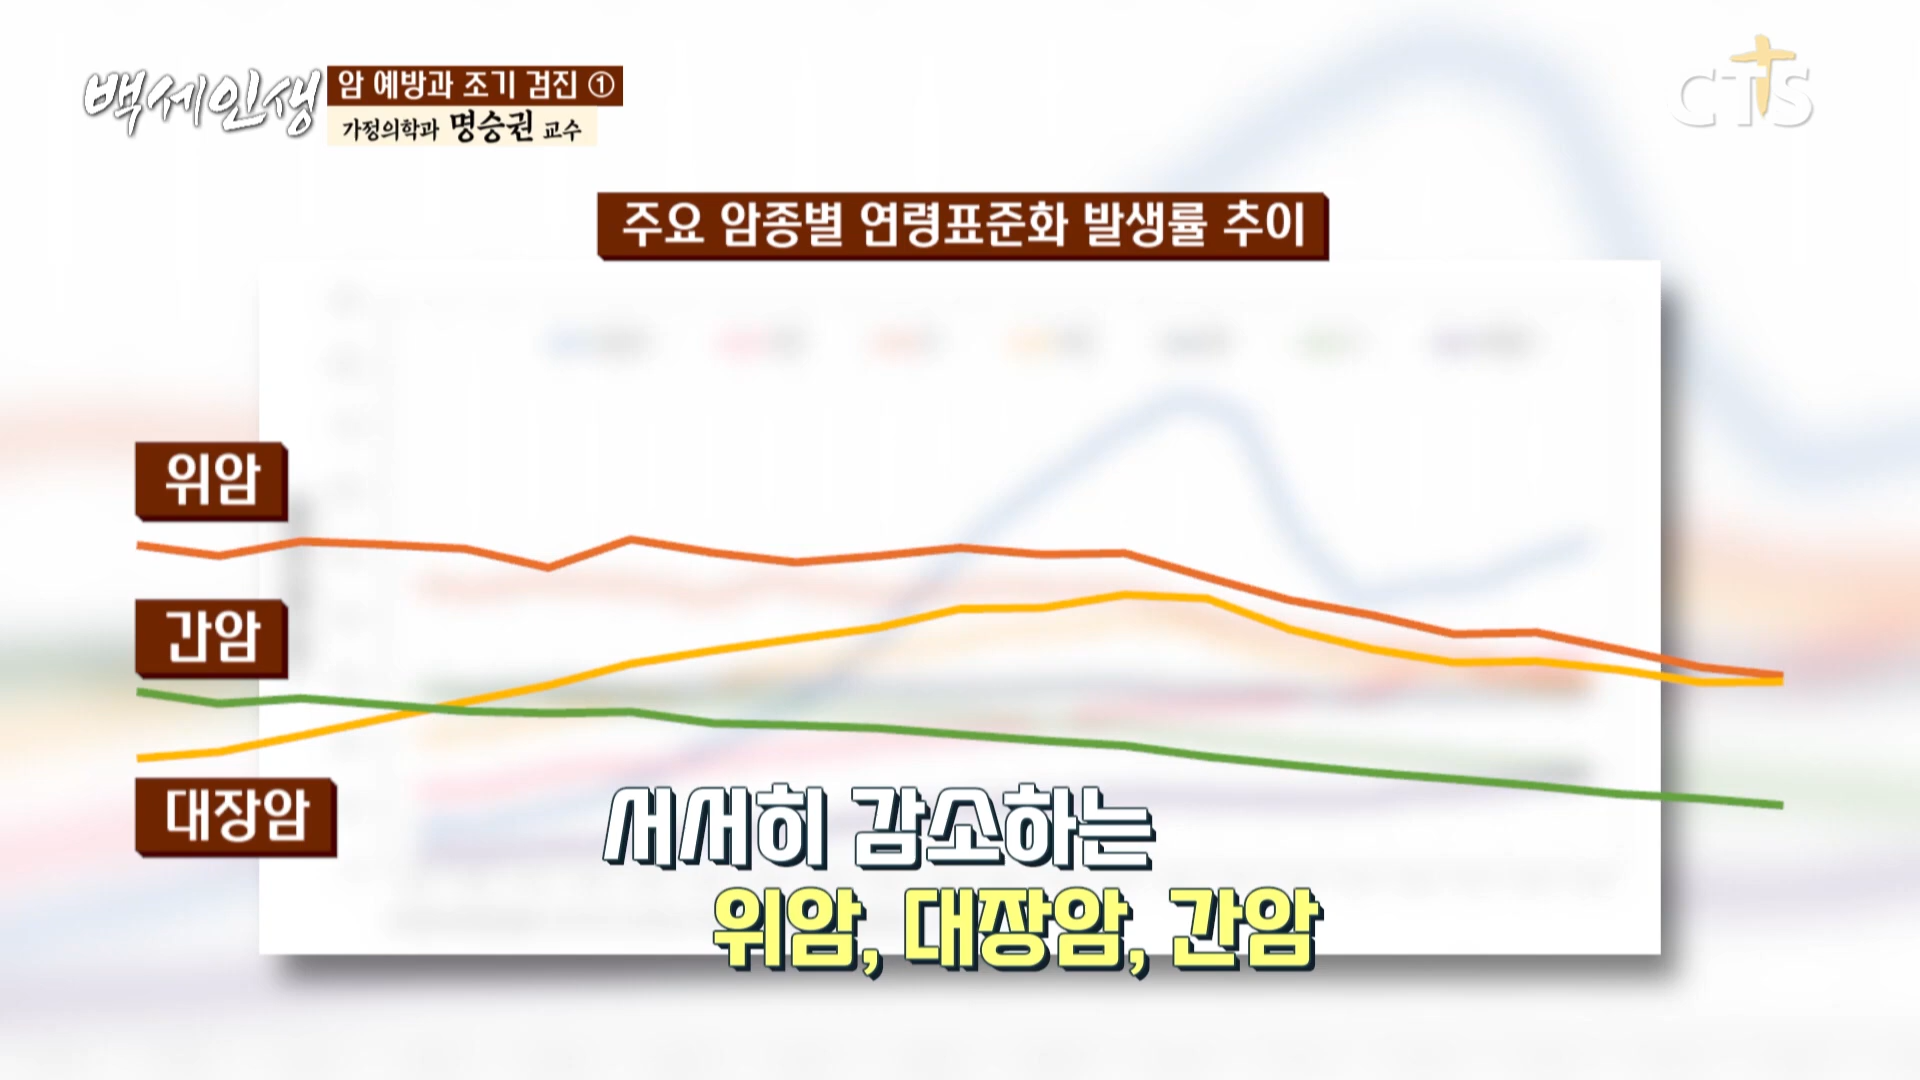 백세인생
암 예방과 조기 검진 ①
가정의학과 명승권 교수
CTS
주요 암종별 연령표준화 발생률 추이
위암
간암
대장암
서서히 감소하는
위암, 대장암, 간암